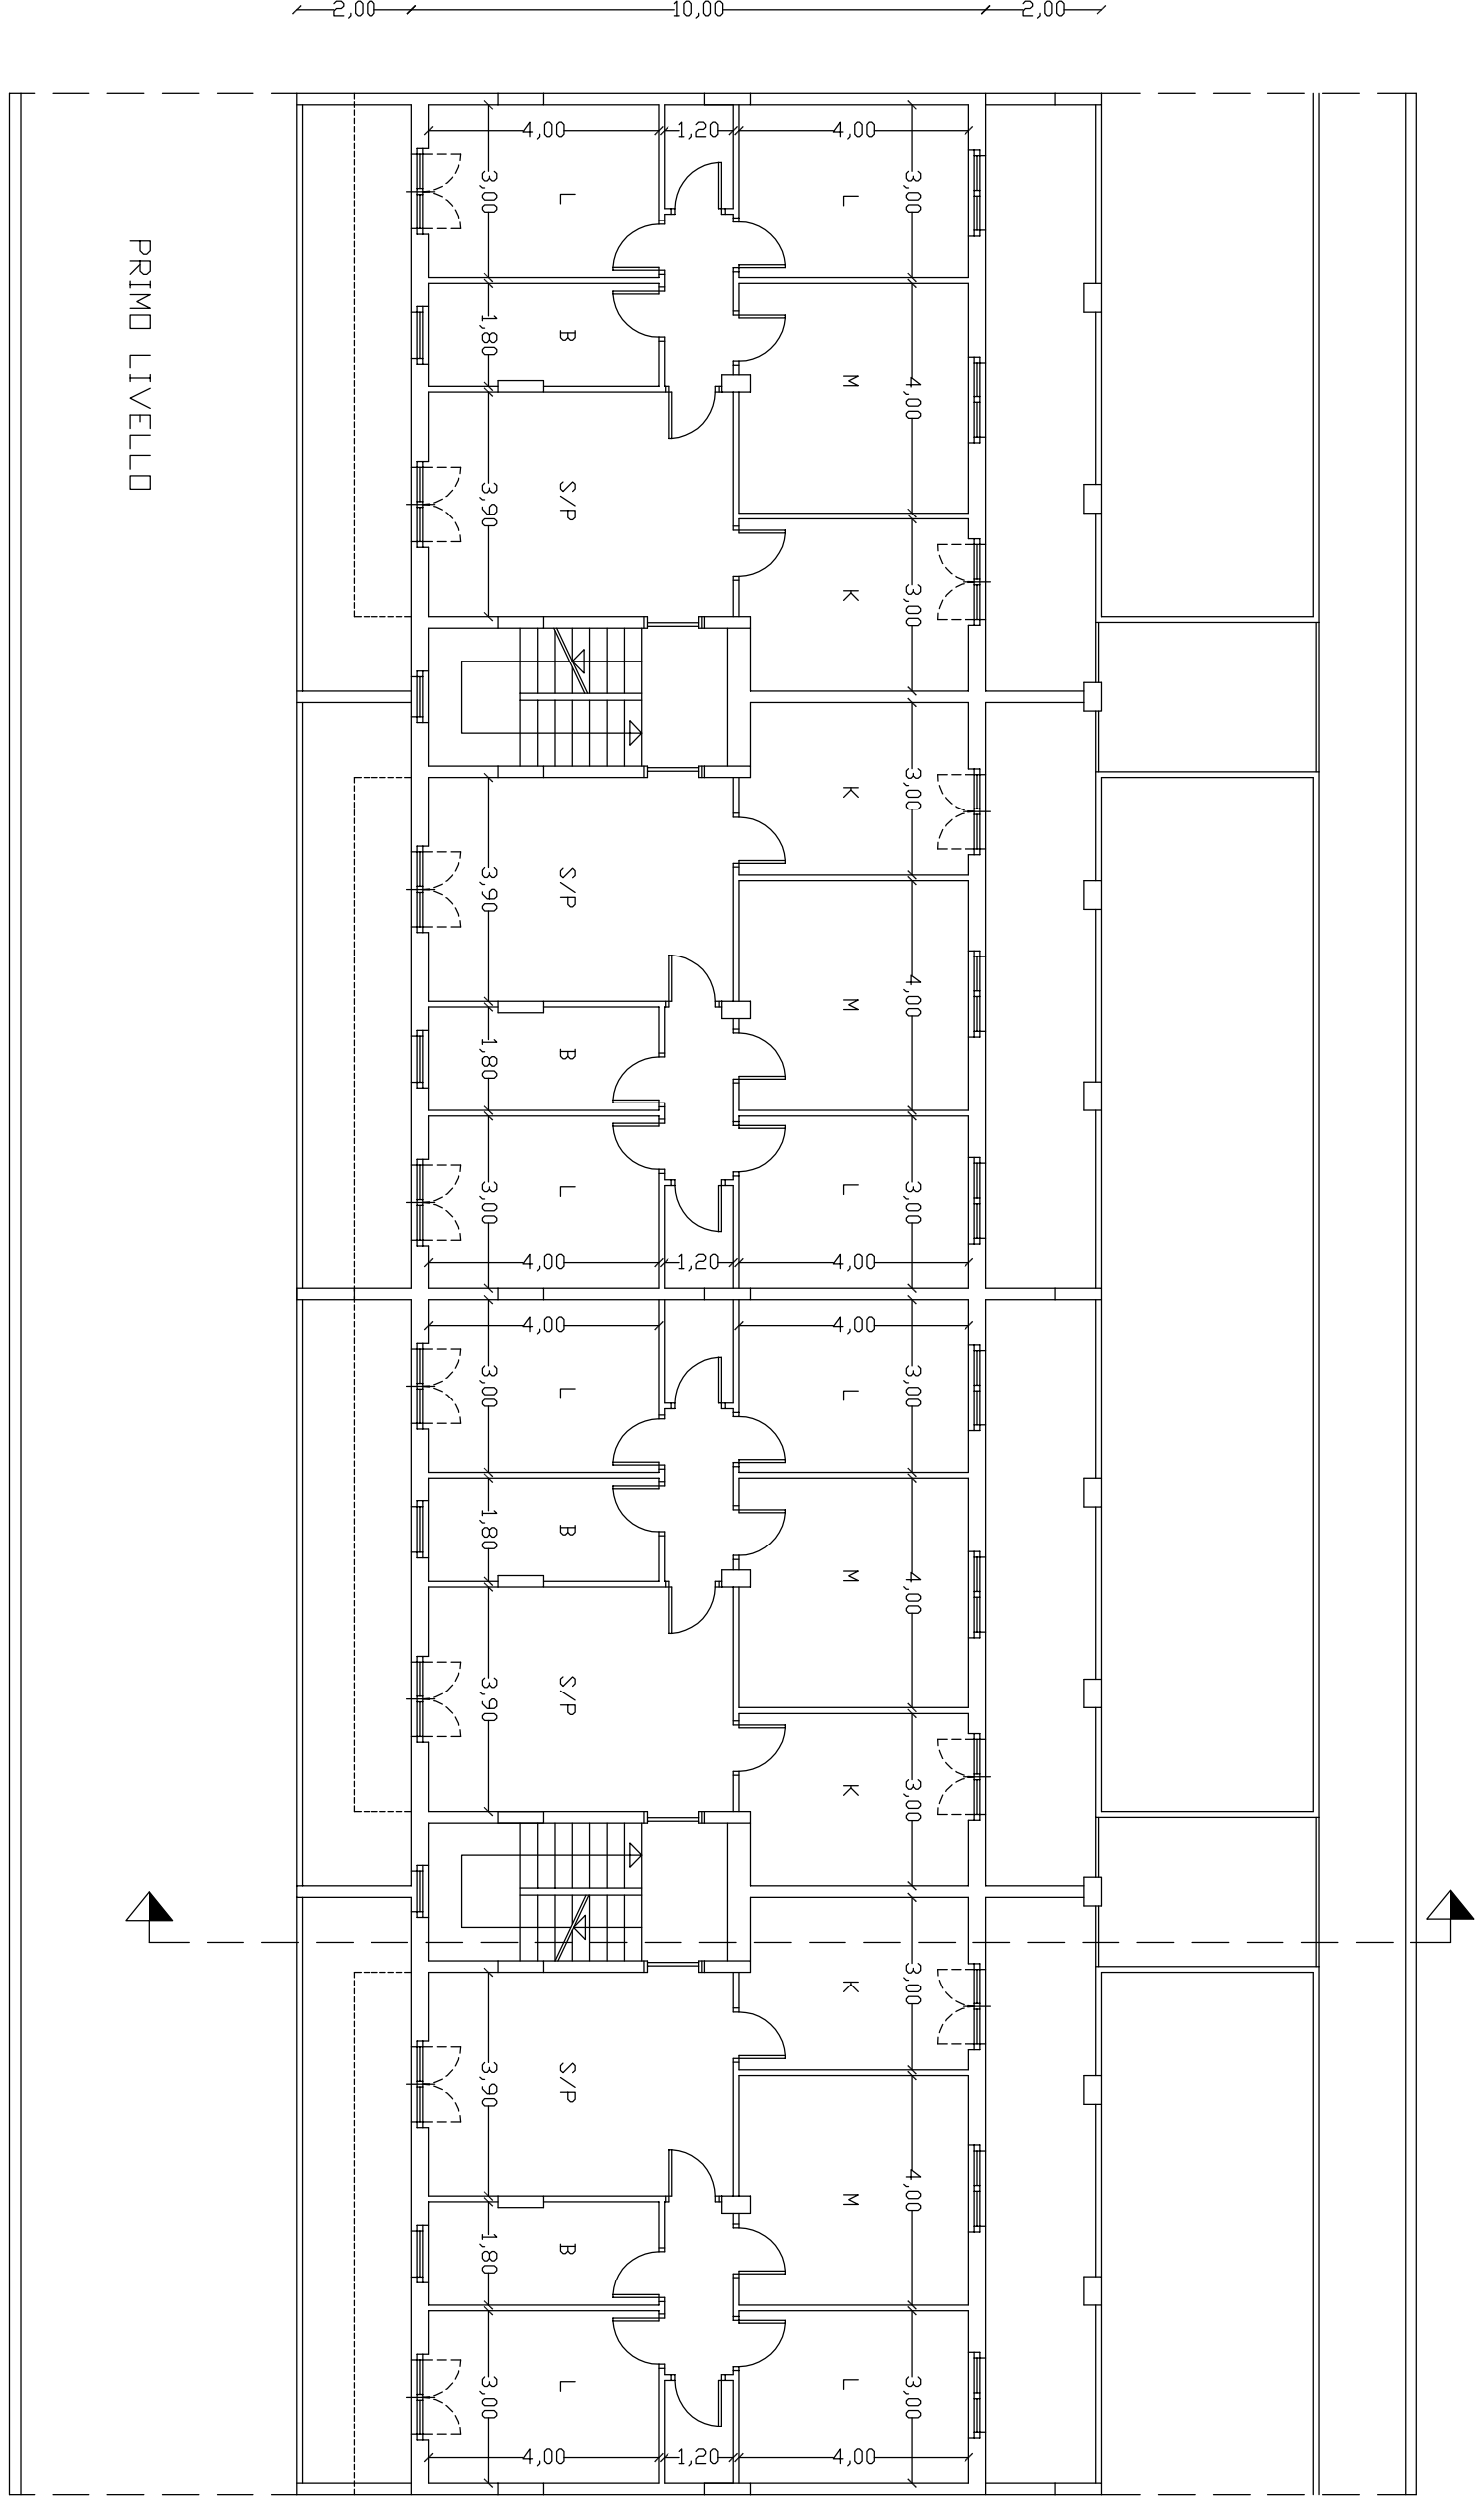 2,00 10,00 2,00
4,00 1,20 4,00
3,00 L L 3,00
PRIMO LIVELLO
1,80 B M 4,00
3,90 S/P K 3,00
K 3,00
3,90 S/P M 4,00
1,80 B
3,00 L L 3,00
4,00 1,20 4,00
4,00 4,00
3,00 L L 3,00
1,80 B M 4,00
3,90 S/P K 3,00
K 3,00
3,90 S/P M 4,00
1,80 B
3,00 L L 3,00
4,00 1,20 4,00